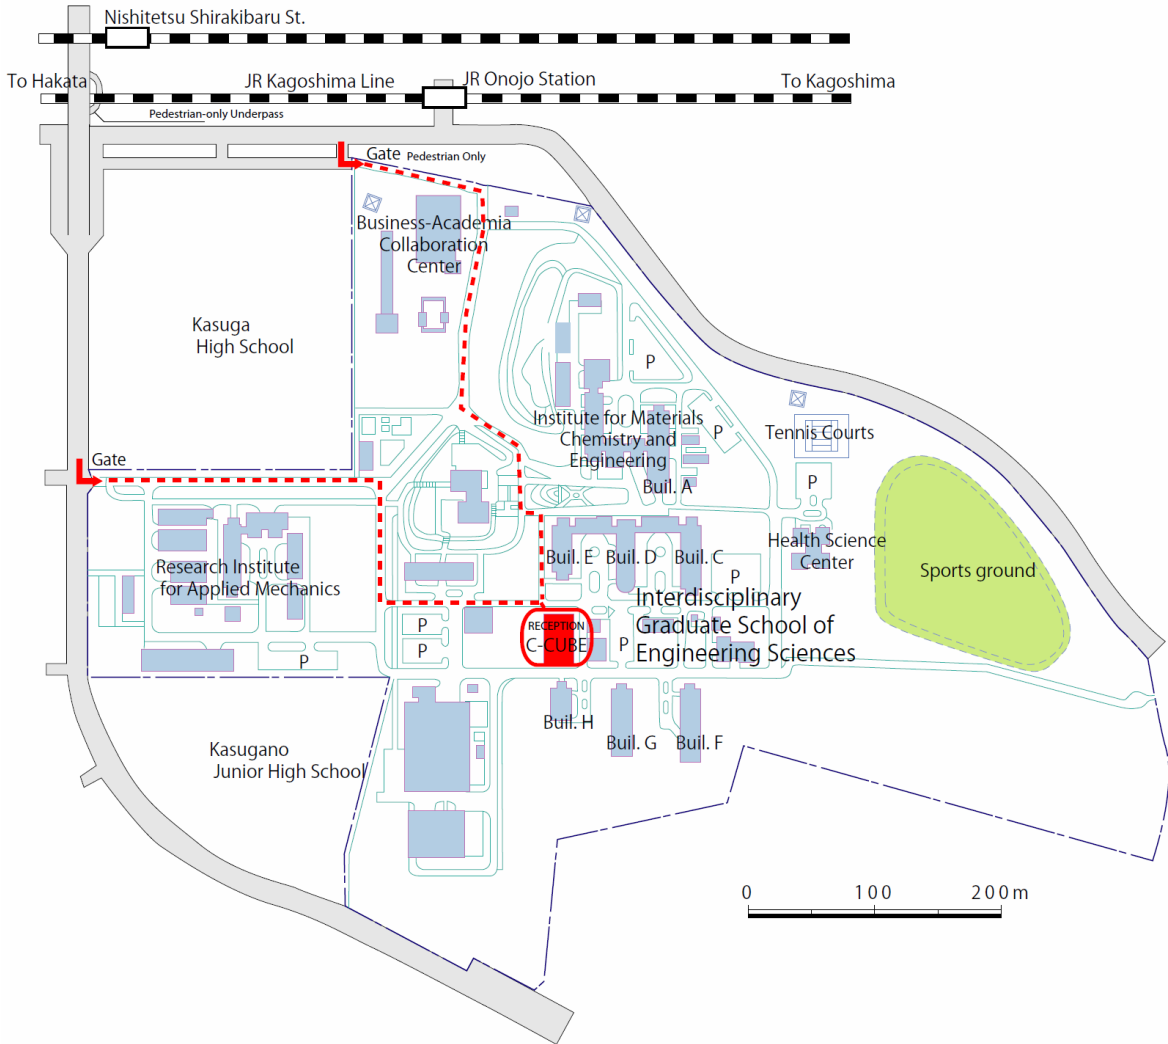 Nishitetsu Shirakibaru St.
To Hakata
JR Kagoshima Line
JR Onojo Station
To Kagoshima
Pedestrian-only Underpass
Gate Pedestrian Only
Business-Academia
Collaboration
Center
Kasuga
High School
P
Institute for Materials
Chemistry and
Engineering
P
Tennis Courts
Gate
Buil. A
P
Research Institute
for Applied Mechanics
Buil. E
Buil. D
Buil. C
Health Science
Center
Sports ground
P
Interdisciplinary
Graduate School of
Engineering Sciences
RECEPTION
C-CUBE
P
P
P
P
Buil. H
Buil. G
Buil. F
Kasugano
Junior High School
0 100 200m